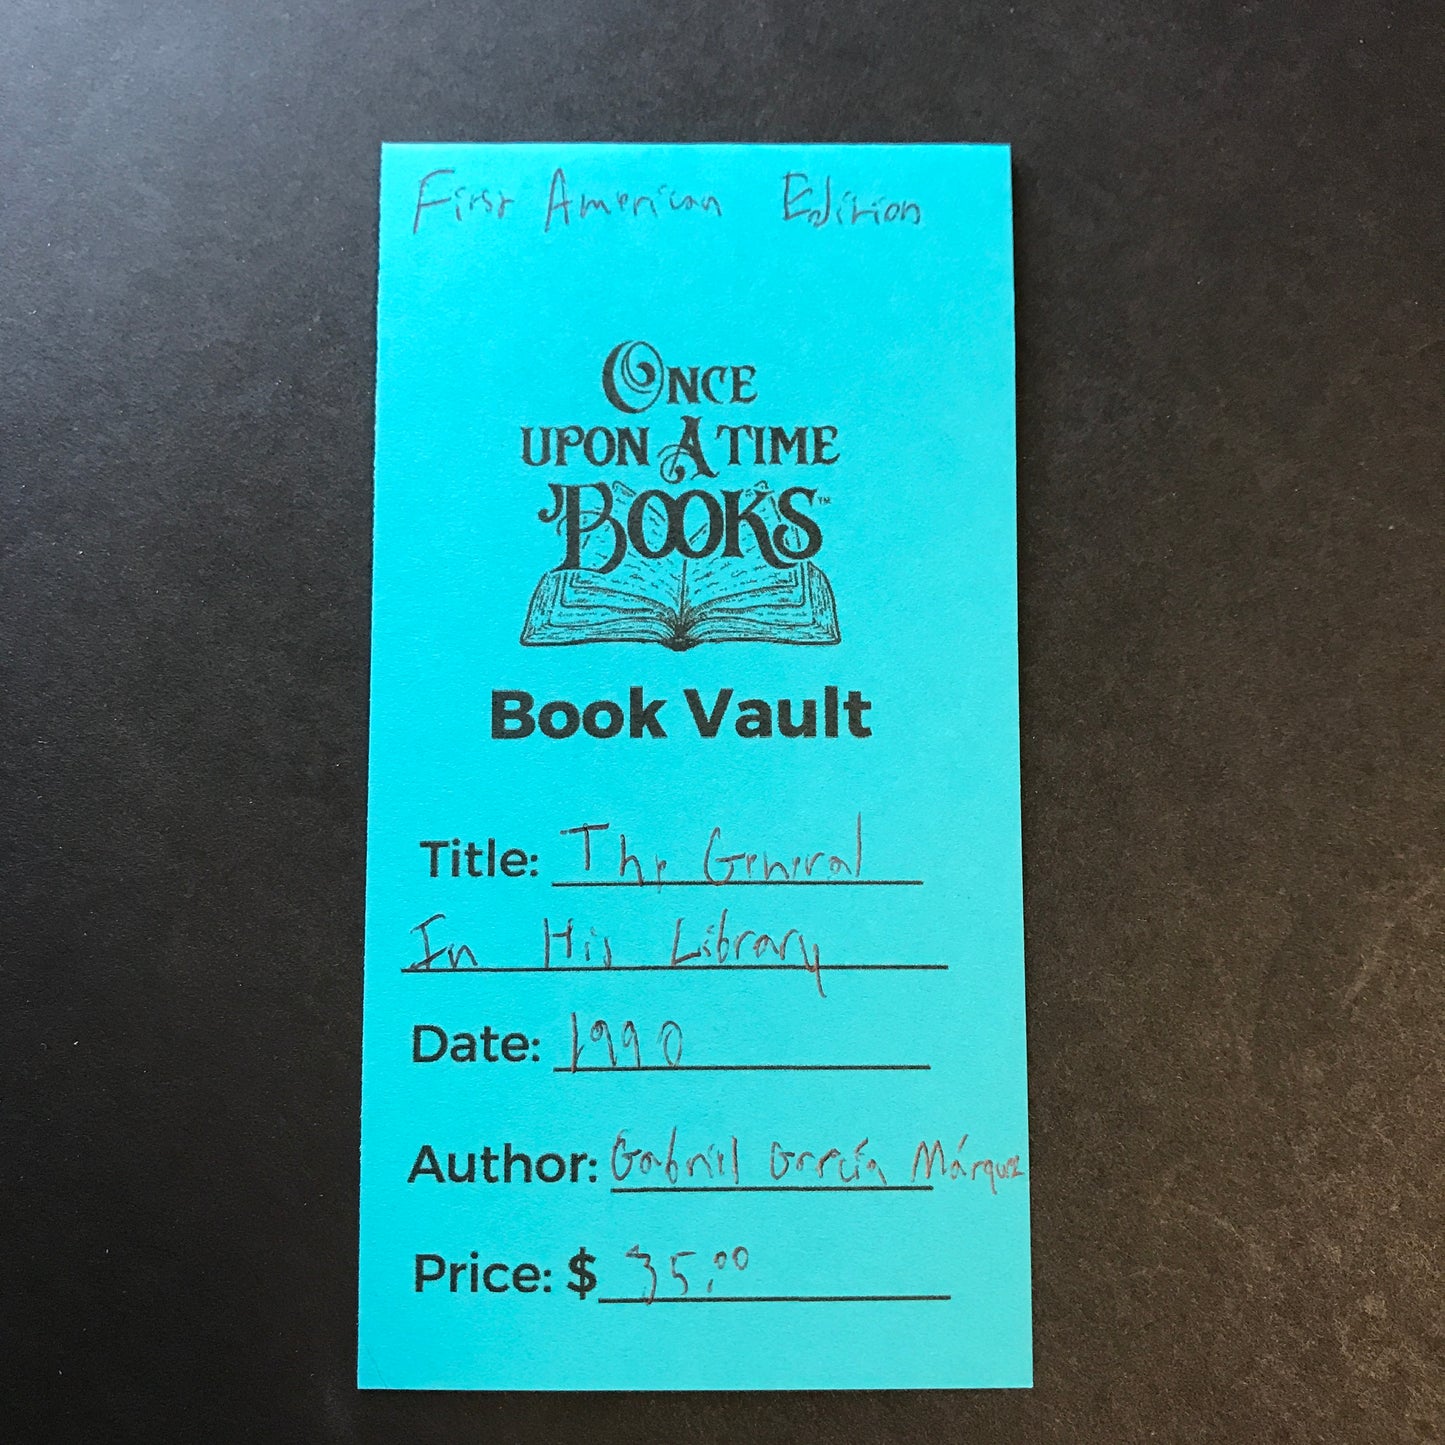 First American Edition
ONCE
UPON A TIME
BOOKS™
Book Vault
Title: The General
In His Library
Date: 1990
Author: Gabriel García Márquez
Price: $ 35.00